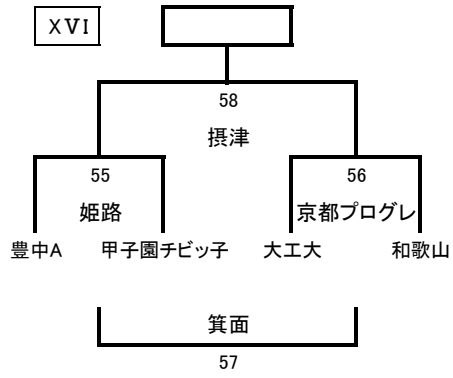 XVI
58
摂津
55
56
姫路
京都プログレ
豊中A
甲子園チビッ子
大工大
和歌山
箕面
57